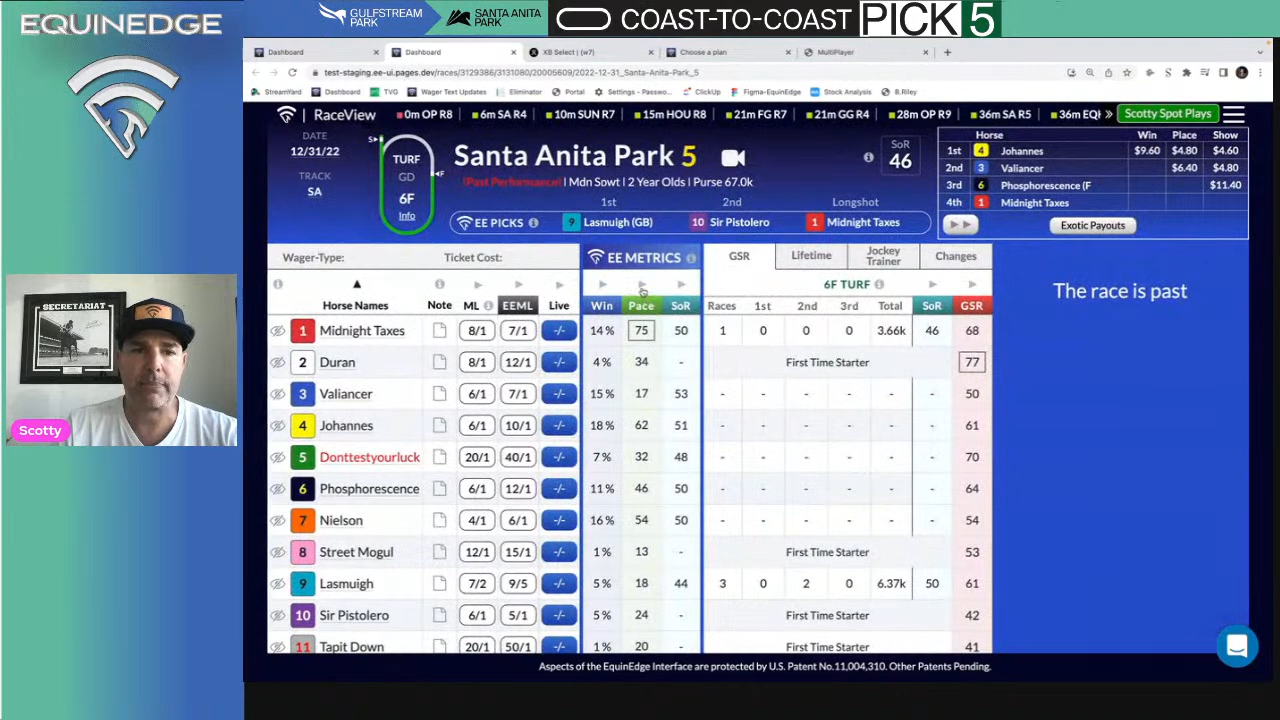 EQUINEDGE
GULFSTREAM PARK
SANTA ANITA PARK
COAST-TO-COAST PICK 5
SECRETARIAT
Scotty
Dashboard
Dashboard
XB Select | (w7)
Choose a plan
MultiPlayer
test-staging.ee-ui.pages.dev/races/3129386/3131080/20005609/2022-12-31_Santa-Anita-Park_5
StreamYard Dashboard TVG Wager Text Updates Eliminator Portal Settings - Passwo... ClickUp Figma-EquinEdge Stock Analysis B.Riley
RaceView 0m OP R8 6m SA R4 10m SUN R7 15m HOU R8 21m FG R7 21m GG R4 28m OP R9 36m SA R5 36m EQI » Scotty Spot Plays
DATE
12/31/22
TRACK
SA
S
TURF
GD
F
6F
Info
Santa Anita Park 5
(Past Performance) | Mdn Sowt | 2 Year Olds | Purse 67.0k
SoR
46
1st 2nd Longshot
EE PICKS 9 Lasmuigh (GB) 10 Sir Pistolero 1 Midnight Taxes
Horse Win Place Show
1st 4 Johannes $9.60 $4.80 $4.60
2nd 3 Valiancer $6.40 $4.80
3rd 6 Phosphorescence (F $11.40
4th 1 Midnight Taxes
Exotic Payouts
Wager-Type: Ticket Cost:
EE METRICS
GSR Lifetime Jockey Trainer Changes
6F TURF
Horse Names Note ML EEML Live Win Pace SoR Races 1st 2nd 3rd Total SoR GSR
1 Midnight Taxes 8/1 7/1 -/- 14% 75 50 1 0 0 0 3.66k 46 68
2 Duran 8/1 12/1 -/- 4% 34 - First Time Starter 77
3 Valiancer 6/1 7/1 -/- 15% 17 53 - - - - - - 50
4 Johannes 6/1 10/1 -/- 18% 62 51 - - - - - - 61
5 Donttestyourluck 20/1 40/1 -/- 7% 32 48 - - - - - - 70
6 Phosphorescence 6/1 12/1 -/- 11% 46 50 - - - - - - 64
7 Nielson 4/1 6/1 -/- 16% 54 50 - - - - - - 54
8 Street Mogul 12/1 15/1 -/- 1% 13 - First Time Starter 53
9 Lasmuigh 7/2 9/5 -/- 5% 18 44 3 0 2 0 6.37k 50 61
10 Sir Pistolero 6/1 5/1 -/- 5% 24 - First Time Starter 42
11 Tapit Down 20/1 50/1 -/- 1% 20 - First Time Starter 41
The race is past
Aspects of the EquinEdge Interface are protected by U.S. Patent No.11,004,310. Other Patents Pending.